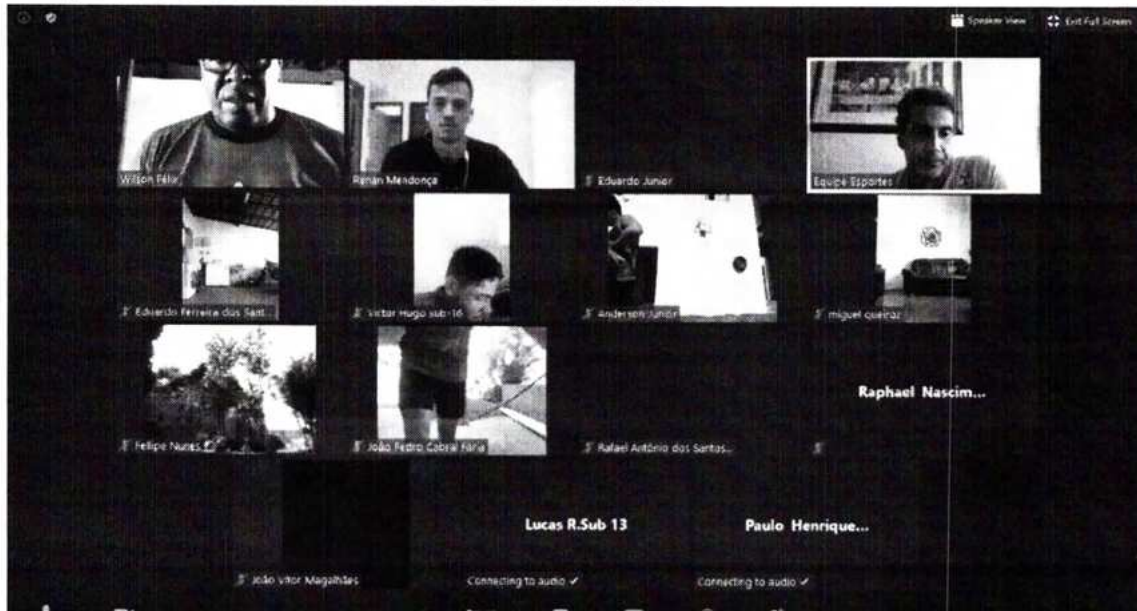 Speaker View
Exit Full Screen
Wilson Félix
Renan Mendonça
Eduardo Junior
Equipe Esportes
Eduardo Ferreira dos Sant...
Victor Hugo sub-16
Anderson Junior
miguel queiroz
Fellipe Nunes
João Pedro Cabral Faria
Rafael Antônio dos Santos...
Raphael Nascim...
João Vitor Magalhães
Lucas R.Sub 13
Connecting to audio
Paulo Henrique...
Connecting to audio